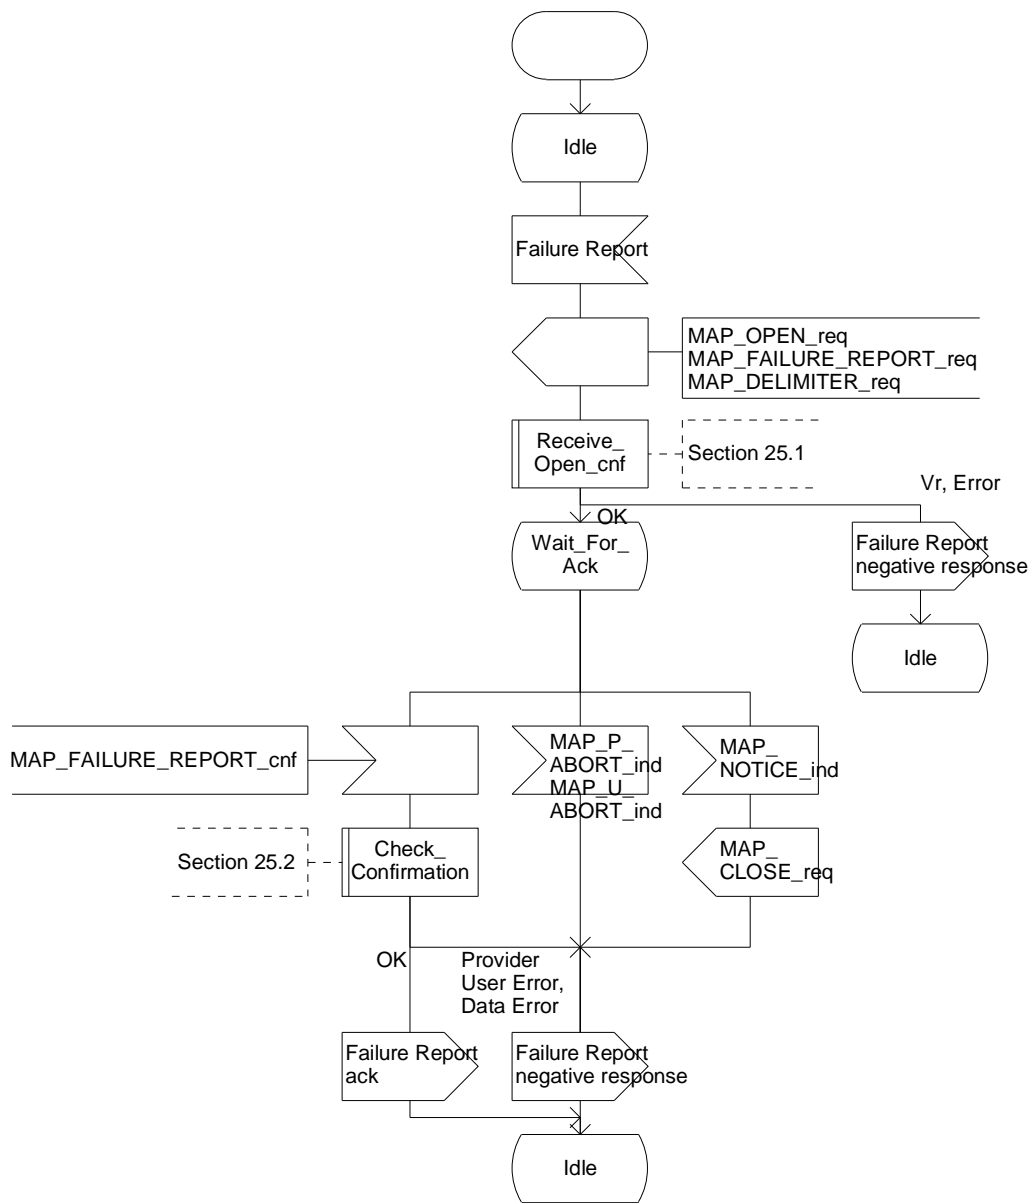 Idle
Failure Report
MAP_OPEN_req
MAP_FAILURE_REPORT_req
MAP_DELIMITER_req
Receive_
Open_cnf
Section 25.1
Vr, Error
OK
Wait_For_
Ack
Failure Report
negative response
Idle
MAP_FAILURE_REPORT_cnf
MAP_P_
ABORT_ind
MAP_U_
ABORT_ind
MAP_
NOTICE_ind
Section 25.2
Check_
Confirmation
MAP_
CLOSE_req
OK
Provider
User Error,
Data Error
Failure Report
ack
Failure Report
negative response
Idle